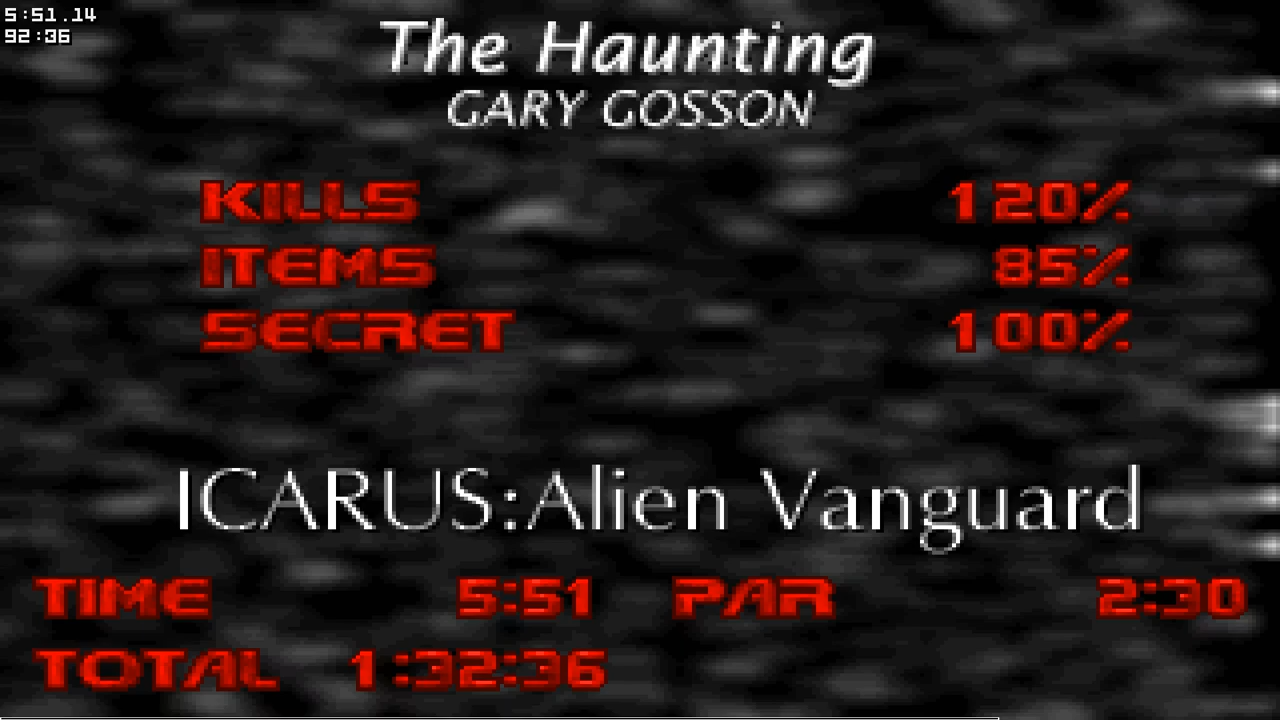 5:51.14
92:36
The Haunting
GARY GOSSON
KILLS 120%
ITEMS 85%
SECRET 100%
ICARUS:Alien Vanguard
TIME 5:51 PAR 2:30
TOTAL 1:32:36